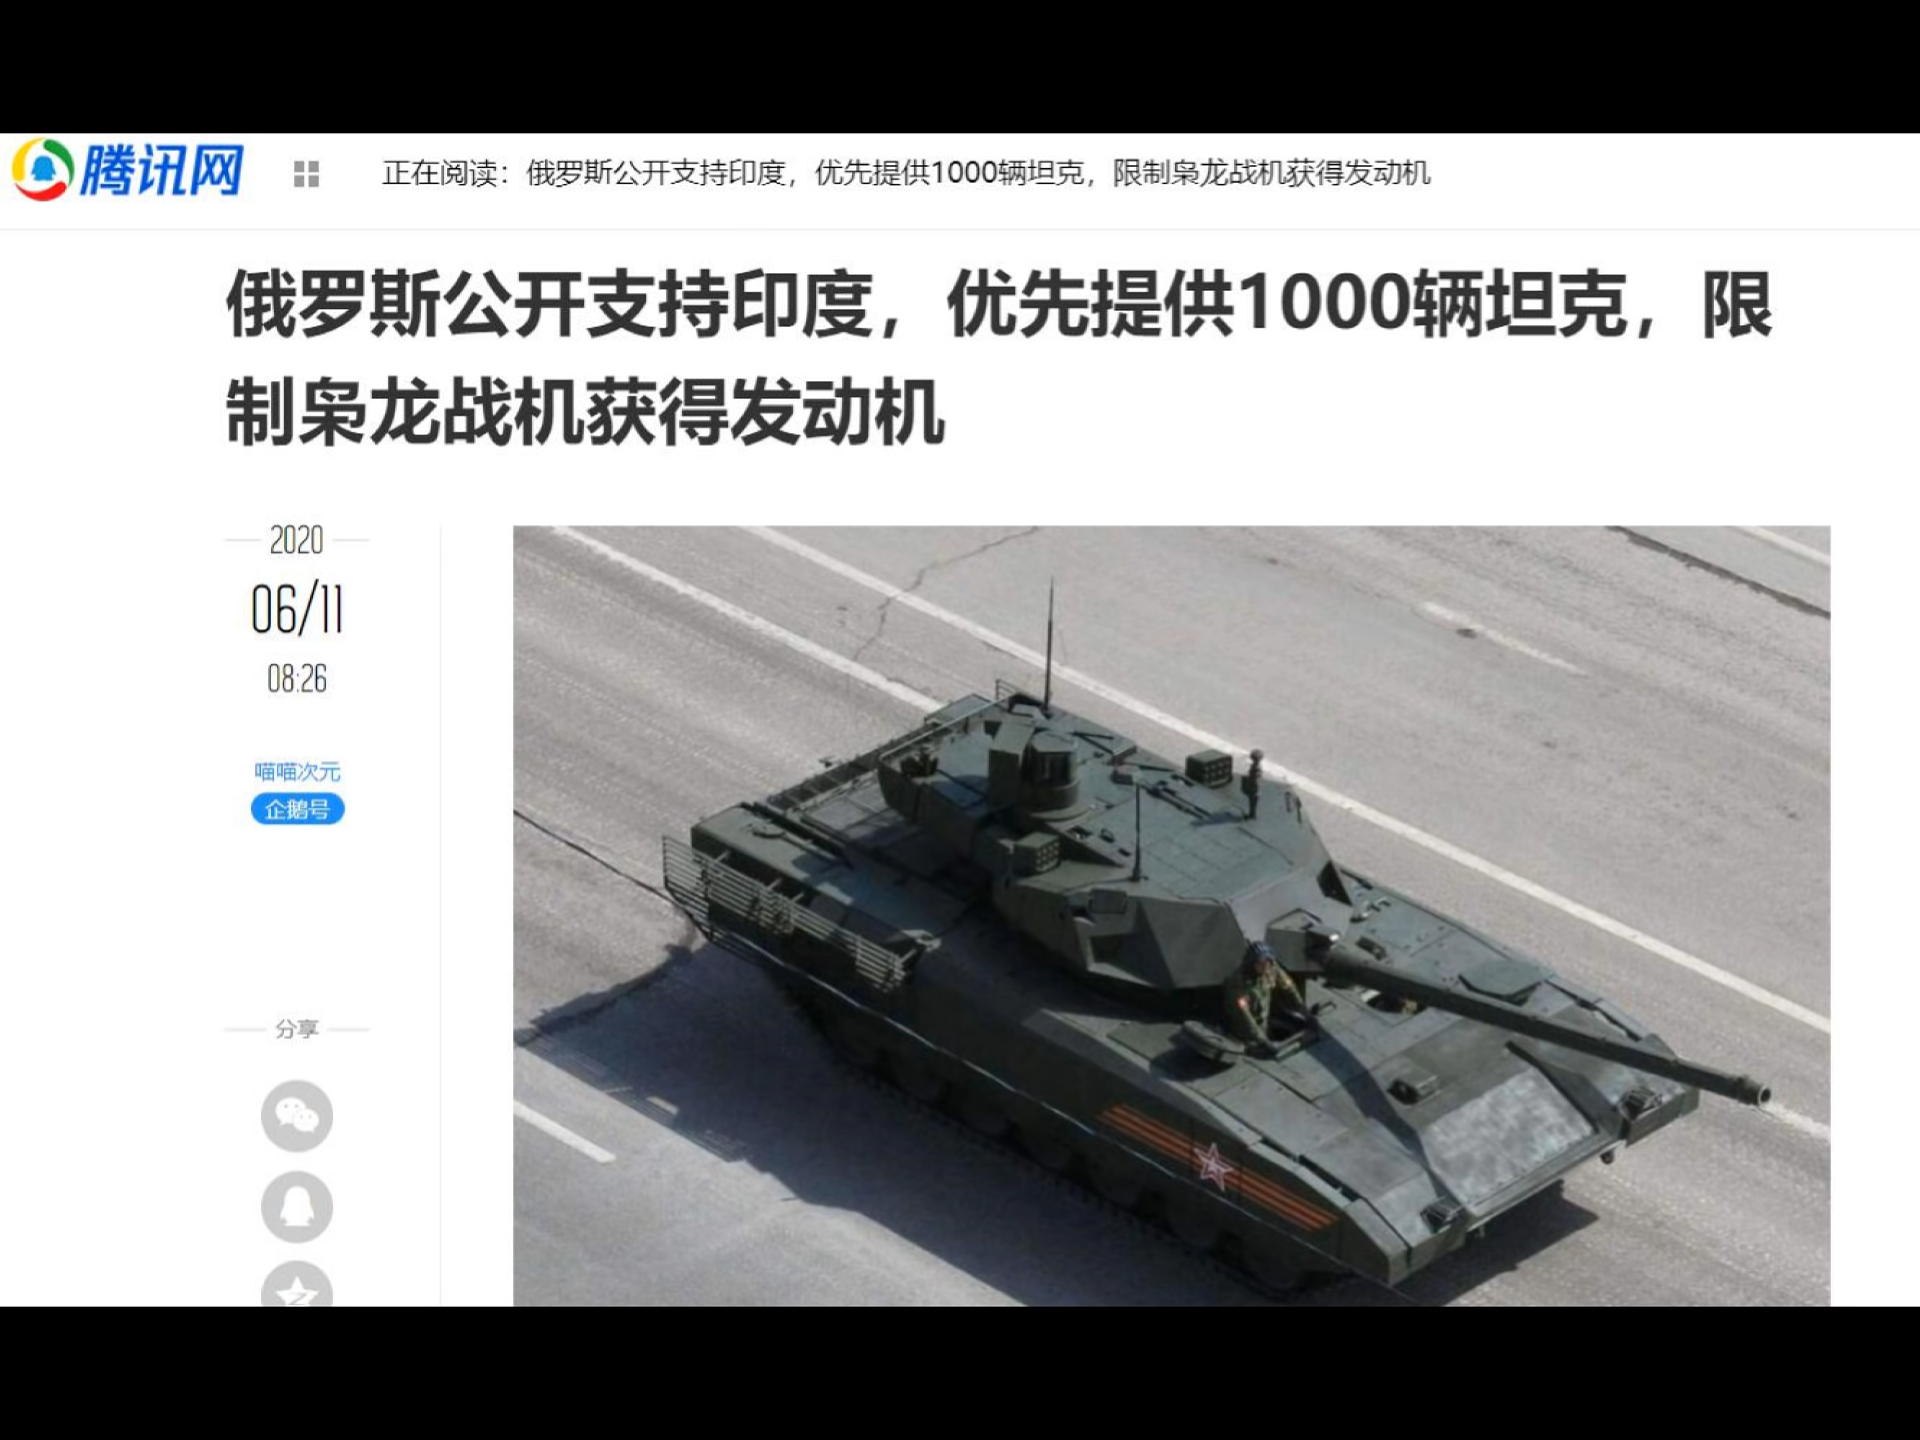 腾讯网
正在阅读：俄罗斯公开支持印度，优先提供1000辆坦克，限制枭龙战机获得发动机
俄罗斯公开支持印度，优先提供1000辆坦克，限
制枭龙战机获得发动机
2020
06/11
08:26
喵喵次元
企鹅号
分享